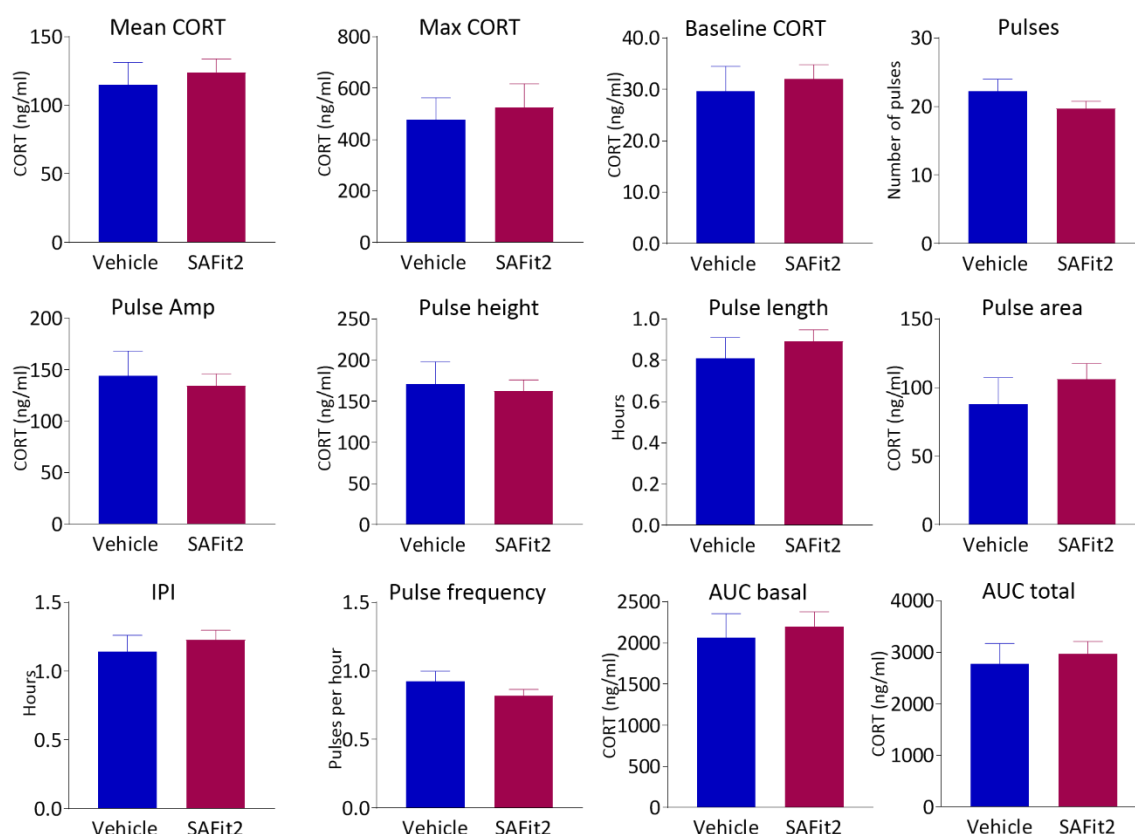 Mean CORT
CORT (ng/ml)
150
100
50
0
Vehicle SAFit2
Max CORT
CORT (ng/ml)
800
600
400
200
0
Vehicle SAFit2
Baseline CORT
CORT (ng/ml)
40.0
30.0
20.0
10.0
0.0
Vehicle SAFit2
Pulses
Number of pulses
30
20
10
0
Vehicle SAFit2
Pulse Amp
CORT (ng/ml)
200
150
100
50
0
Vehicle SAFit2
Pulse height
CORT (ng/ml)
250
200
150
100
50
0
Vehicle SAFit2
Pulse length
Hours
1.0
0.8
0.6
0.4
0.2
0.0
Vehicle SAFit2
Pulse area
CORT (ng/ml)
150
100
50
0
Vehicle SAFit2
IPI
Hours
1.5
1.0
0.5
0.0
Vehicle SAFit2
Pulse frequency
Pulses per hour
1.5
1.0
0.5
0.0
Vehicle SAFit2
AUC basal
CORT (ng/ml)
2500
2000
1500
1000
500
0
Vehicle SAFit2
AUC total
CORT (ng/ml)
4000
3000
2000
1000
0
Vehicle SAFit2